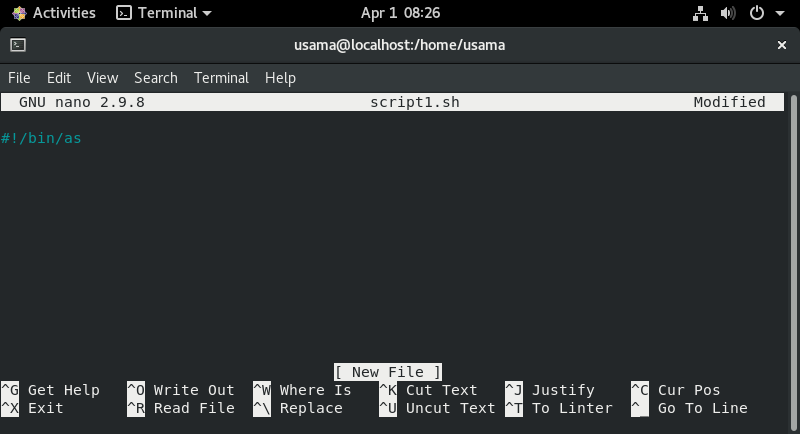 Activities Terminal Apr 1 08:26
usama@localhost:/home/usama ×
File Edit View Search Terminal Help
GNU nano 2.9.8 script1.sh Modified
#!/bin/as
[ New File ]
^G Get Help ^O Write Out ^W Where Is ^K Cut Text ^J Justify ^C Cur Pos
^X Exit ^R Read File ^\ Replace ^U Uncut Text ^T To Linter ^_ Go To Line